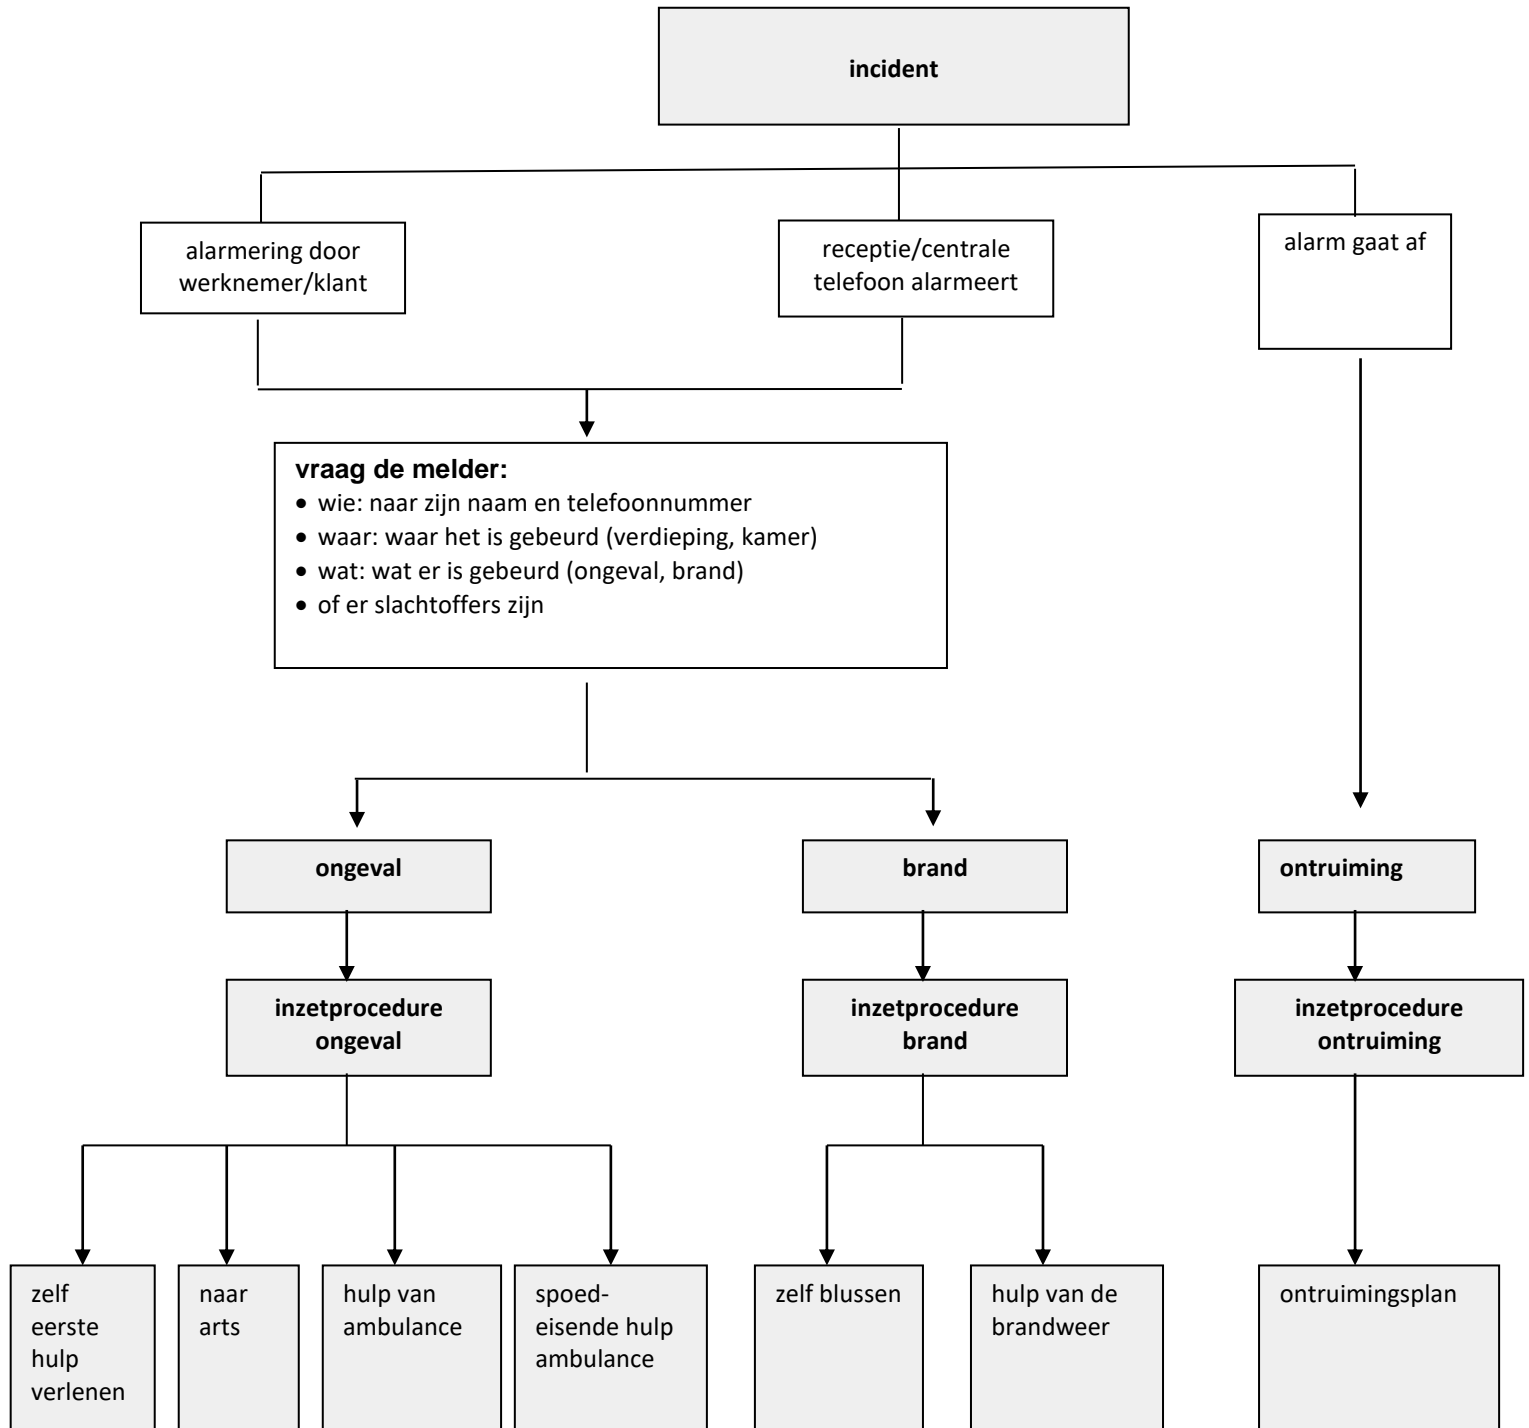 incident
alarmering door
werknemer/klant
receptie/centrale
telefoon alarmeert
alarm gaat af
vraag de melder:
• wie: naar zijn naam en telefoonnummer
• waar: waar het is gebeurd (verdieping, kamer)
• wat: wat er is gebeurd (ongeval, brand)
• of er slachtoffers zijn
ongeval
brand
ontruiming
inzetprocedure
ongeval
inzetprocedure
brand
inzetprocedure
ontruiming
zelf
eerste
hulp
verlenen
naar
arts
hulp van
ambulance
spoed-
eisende hulp
ambulance
zelf blussen
hulp van de
brandweer
ontruimingsplan